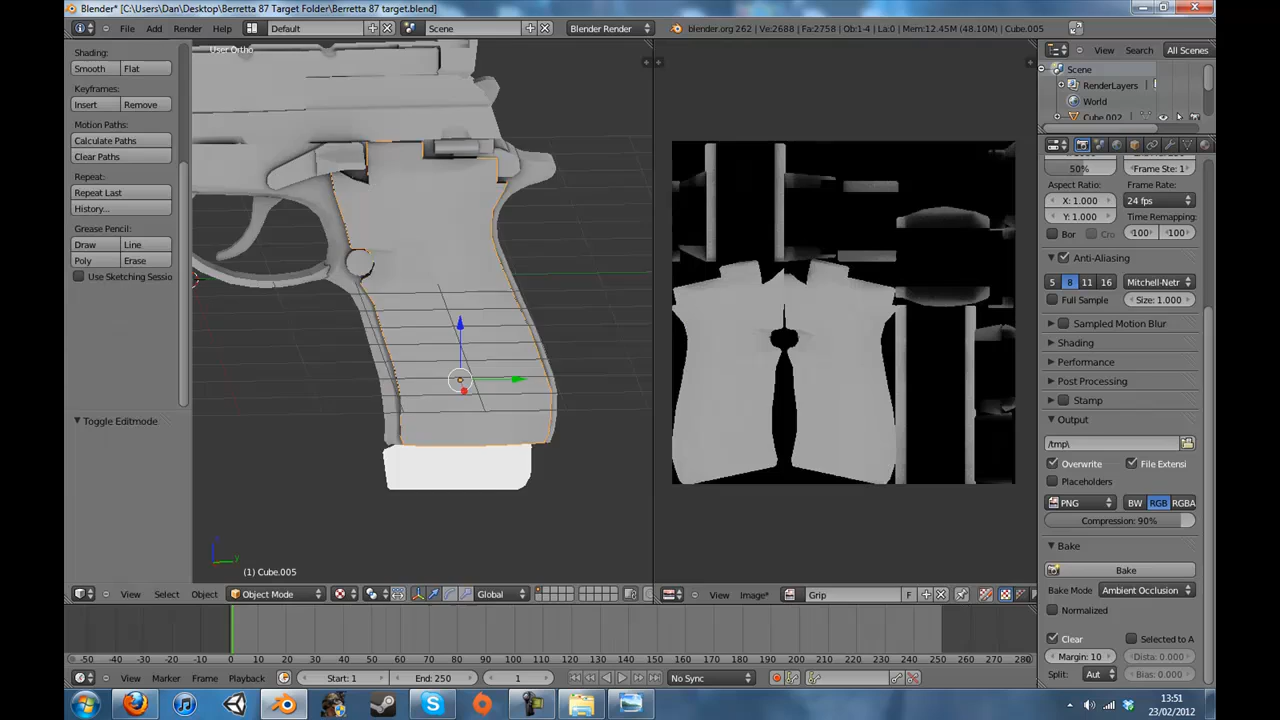 Blender* [C:\Users\Dan\Desktop\Berretta 87 Target Folder\Berretta 87 target.blend]
File Add Render Help Default Scene Blender Render blender.org 262 | Ve:2688 | Fa:2758 | Ob:1-4 | La:0 | Mem:12.45M (48.10M) | Cube.005 View Search All Scenes
User Ortho
Shading:
Smooth Flat
Keyframes:
Insert Remove
Motion Paths:
Calculate Paths
Clear Paths
Repeat:
Repeat Last
History...
Grease Pencil:
Draw Line
Poly Erase
Use Sketching Sessio
Toggle Editmode
(1) Cube.005
Scene
RenderLayers
World
Cube.002
50% Frame Ste: 1
Aspect Ratio: Frame Rate:
X: 1.000 24 fps
Y: 1.000 Time Remapping:
Bor Cro 100 100
Anti-Aliasing
5 8 11 16 Mitchell-Netr
Full Sample Size: 1.000
Sampled Motion Blur
Shading
Performance
Post Processing
Stamp
Output
/tmp\
Overwrite File Extensi
Placeholders
PNG BW RGB RGBA
Compression: 90%
Bake
Bake
Bake Mode Ambient Occlusion
Normalized
Clear Selected to A
Margin: 10 Dista: 0.000
Split: Aut Bias: 0.000
View Select Object Object Mode Global View Image* Grip F
-50 -40 -30 -20 -10 0 10 20 30 40 50 60 70 80 90 100 110 120 130 140 150 160 170 180 190 200 210 220 230 240 250 260 270 280
View Marker Frame Playback Start: 1 End: 250 1 No Sync
13:51
23/02/2012